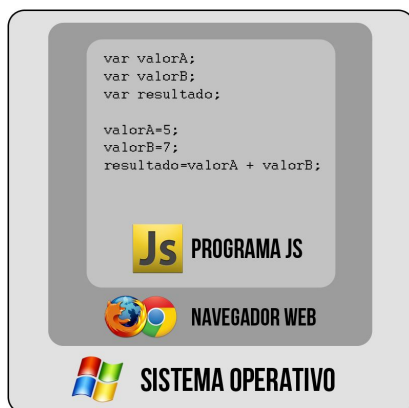 var valorA;
var valorB;
var resultado;
valorA=5;
valorB=7;
resultado=valorA + valorB;
Js PROGRAMA JS
NAVEGADOR WEB
SISTEMA OPERATIVO